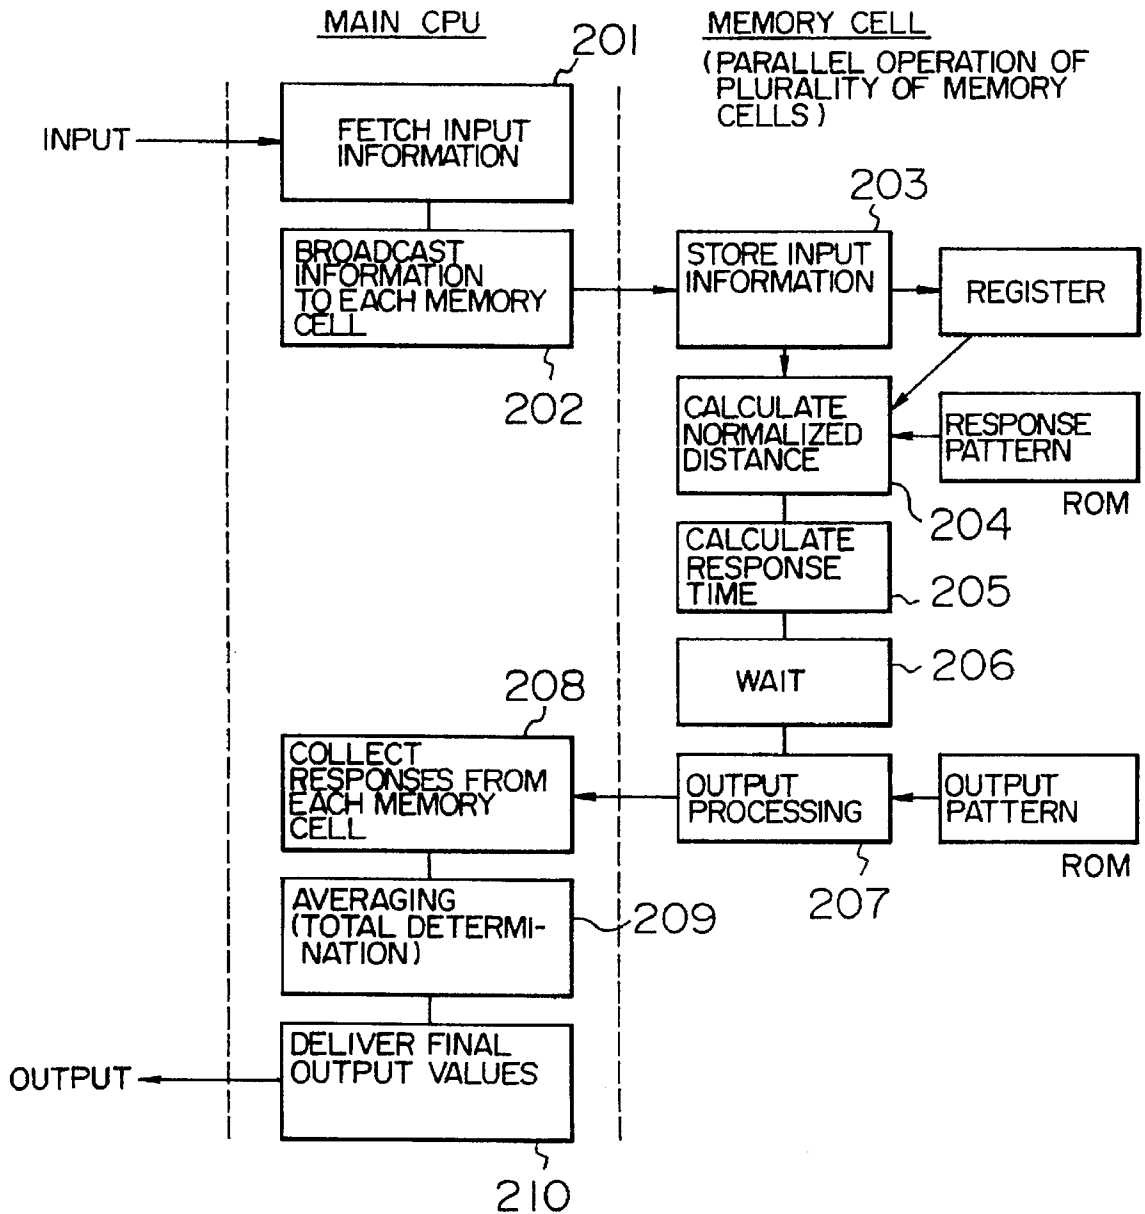 MAIN CPU
MEMORY CELL
(PARALLEL OPERATION OF
PLURALITY OF MEMORY
CELLS)
201
INPUT
FETCH INPUT
INFORMATION
BROADCAST
INFORMATION
TO EACH MEMORY
CELL
202
203
STORE INPUT
INFORMATION
REGISTER
CALCULATE
NORMALIZED
DISTANCE
RESPONSE
PATTERN
ROM
204
CALCULATE
RESPONSE
TIME
205
WAIT
206
OUTPUT
PROCESSING
OUTPUT
PATTERN
ROM
207
208
COLLECT
RESPONSES FROM
EACH MEMORY
CELL
AVERAGING
(TOTAL DETERMI-
NATION)
209
DELIVER FINAL
OUTPUT VALUES
OUTPUT
210